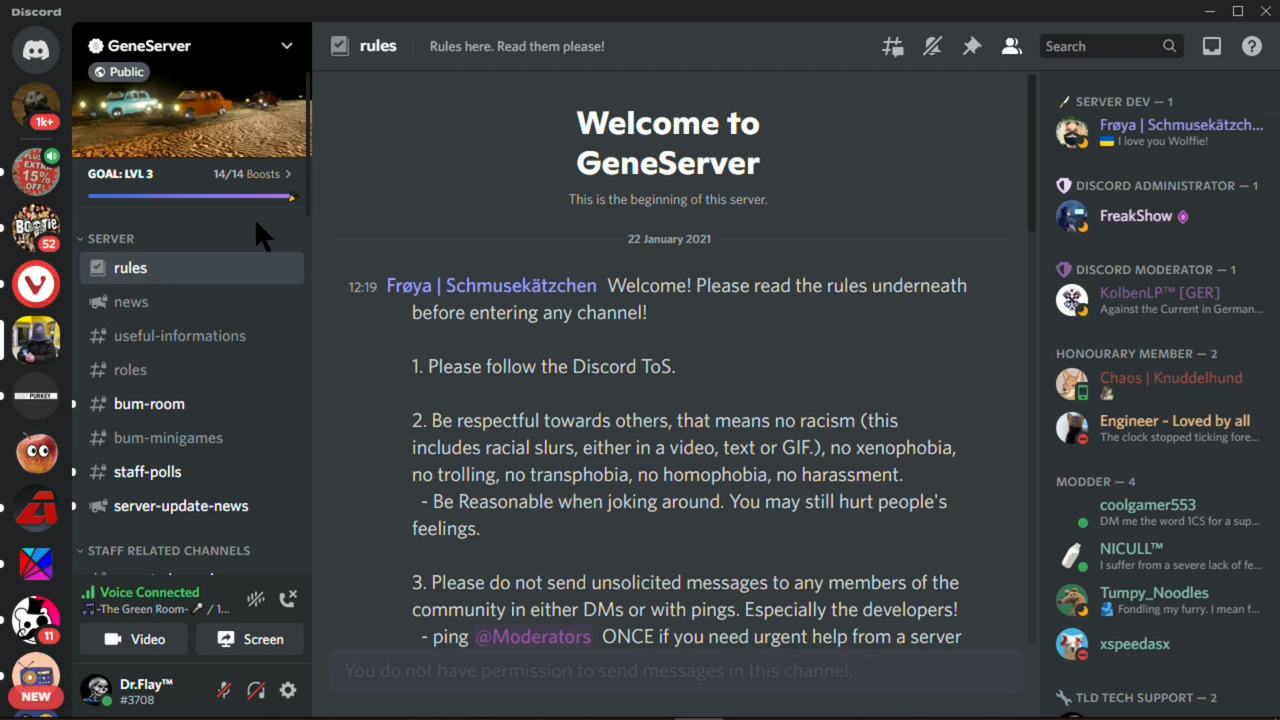 Discord
GeneServer
Public
GOAL: LVL 3
14/14 Boosts
SERVER
rules
news
useful-informations
roles
bum-room
bum-minigames
staff-polls
server-update-news
STAFF RELATED CHANNELS
Voice Connected
-The Green Room- / 1...
Video
Screen
Dr.Flay™
#3708
1k+
PLUS
EXTRA
15%
OFF!
BOOTIE
52
11
NEW
rules
Rules here. Read them please!
Search
Welcome to
GeneServer
This is the beginning of this server.
22 January 2021
12:19 Frøya | Schmusekätzchen Welcome! Please read the rules underneath
before entering any channel!
1. Please follow the Discord ToS.
2. Be respectful towards others, that means no racism (this
includes racial slurs, either in a video, text or GIF.), no xenophobia,
no trolling, no transphobia, no homophobia, no harassment.
- Be Reasonable when joking around. You may still hurt people's
feelings.
3. Please do not send unsolicited messages to any members of the
community in either DMs or with pings. Especially the developers!
- ping @Moderators ONCE if you need urgent help from a server
You do not have permission to send messages in this channel.
SERVER DEV — 1
Frøya | Schmusekätzch...
I love you Wolffie!
DISCORD ADMINISTRATOR — 1
FreakShow
DISCORD MODERATOR — 1
KolbenLP™ [GER]
Against the Current in German...
HONOURARY MEMBER — 2
Chaos | Knuddelhund
Engineer ~ Loved by all
The clock stopped ticking fore...
MODDER — 4
coolgamer553
DM me the word 1CS for a sup...
NICULL™
I suffer from a severe lack of fe...
Tumpy_Noodles
Fondling my furry. I mean f...
xspeedasx
TLD TECH SUPPORT — 2